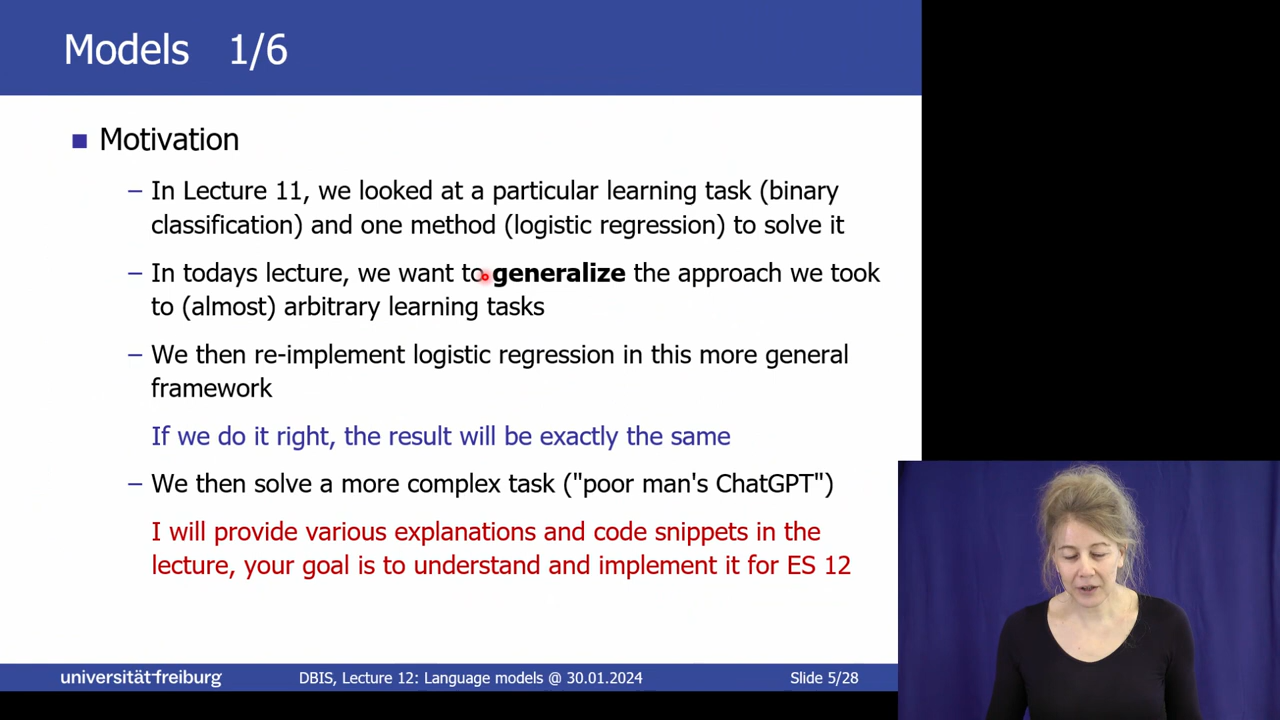 Models 1/6
Motivation
– In Lecture 11, we looked at a particular learning task (binary
classification) and one method (logistic regression) to solve it
– In todays lecture, we want to generalize the approach we took
to (almost) arbitrary learning tasks
– We then re-implement logistic regression in this more general
framework
If we do it right, the result will be exactly the same
– We then solve a more complex task ("poor man's ChatGPT")
I will provide various explanations and code snippets in the
lecture, your goal is to understand and implement it for ES 12
universität freiburg DBIS, Lecture 12: Language models @ 30.01.2024 Slide 5/28